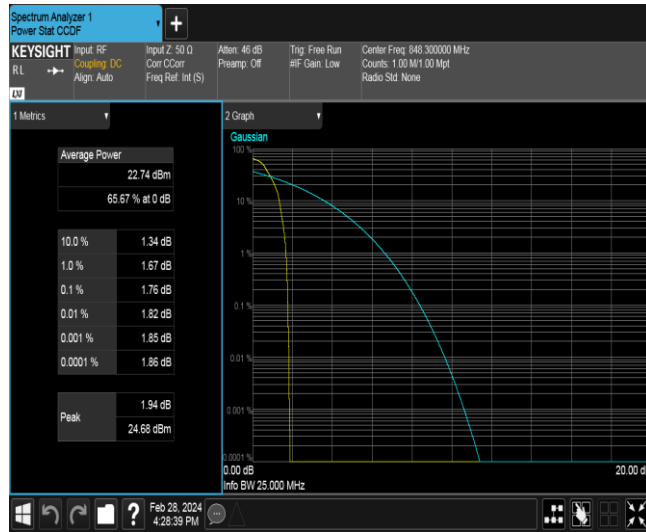 Spectrum Analyzer 1
Power Stat CCDF
+
KEYSIGHT
RL
LXI
Input: RF
Coupling: DC
Align: Auto
Input Z: 50 Ω
Corr CCorr
Freq Ref: Int (S)
Atten: 46 dB
Preamp: Off
Trig: Free Run
#IF Gain: Low
Center Freq: 848.300000 MHz
Counts: 1.00 M/1.00 Mpt
Radio Std: None
1 Metrics
Average Power
22.74 dBm
65.67 % at 0 dB
10.0 % 1.34 dB
1.0 % 1.67 dB
0.1 % 1.76 dB
0.01 % 1.82 dB
0.001 % 1.85 dB
0.0001 % 1.86 dB
Peak
1.94 dB
24.68 dBm
2 Graph
Gaussian
100 %
10 %
1 %
0.1 %
0.01 %
0.001 %
0.0001 %
0.00 dB
20.00 d
Info BW 25.000 MHz
?
Feb 28, 2024
4:28:39 PM